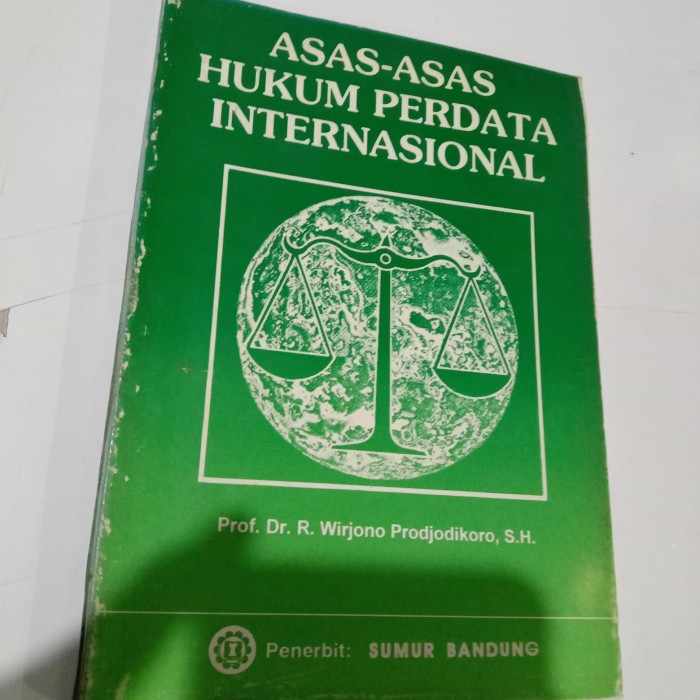 ASAS-ASAS
HUKUM PERDATA
INTERNASIONAL
Prof. Dr. R. Wirjono Prodjodikoro, S.H.
Penerbit: SUMUR BANDUNG